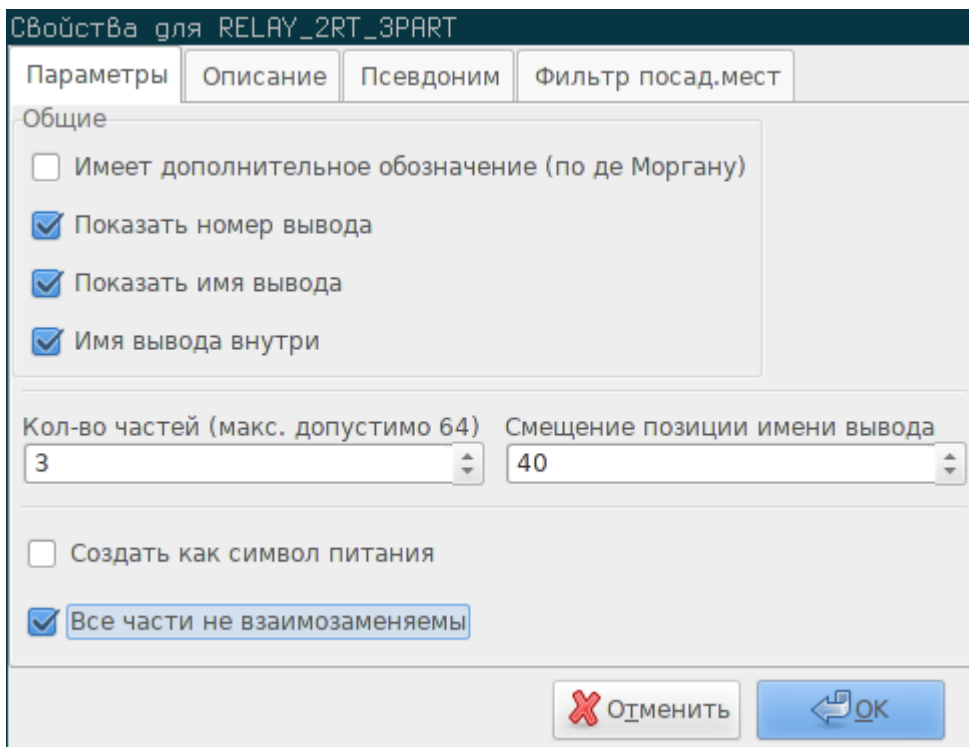 Свойства для RELAY_2RT_3PART
Параметры Описание Псевдоним Фильтр посад.мест
Общие
Имеет дополнительное обозначение (по де Моргану)
Показать номер вывода
Показать имя вывода
Имя вывода внутри
Кол-во частей (макс. допустимо 64) Смещение позиции имени вывода
3 40
Создать как символ питания
Все части не взаимозаменяемы
Отменить OK